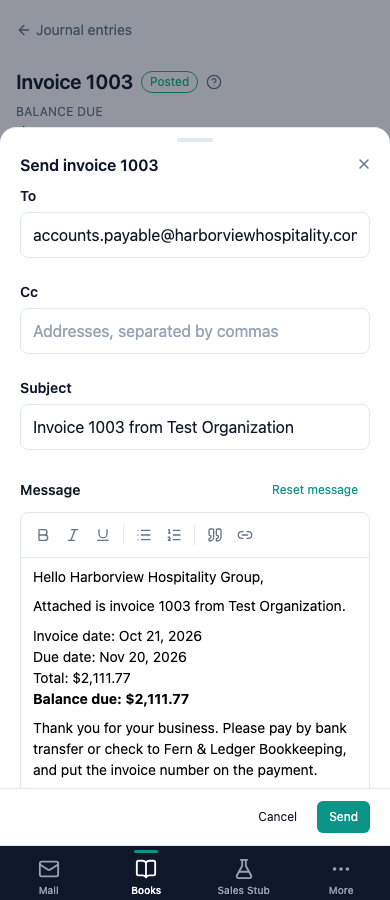 Journal entries
Invoice 1003 Posted
BALANCE DUE
Send invoice 1003
To
accounts.payable@harborviewhospitality.cor
Cc
Addresses, separated by commas
Subject
Invoice 1003 from Test Organization
Message Reset message
Hello Harborview Hospitality Group,
Attached is invoice 1003 from Test Organization.
Invoice date: Oct 21, 2026
Due date: Nov 20, 2026
Total: $2,111.77
Balance due: $2,111.77
Thank you for your business. Please pay by bank
transfer or check to Fern & Ledger Bookkeeping,
and put the invoice number on the payment.
Cancel Send
Mail Books Sales Stub More